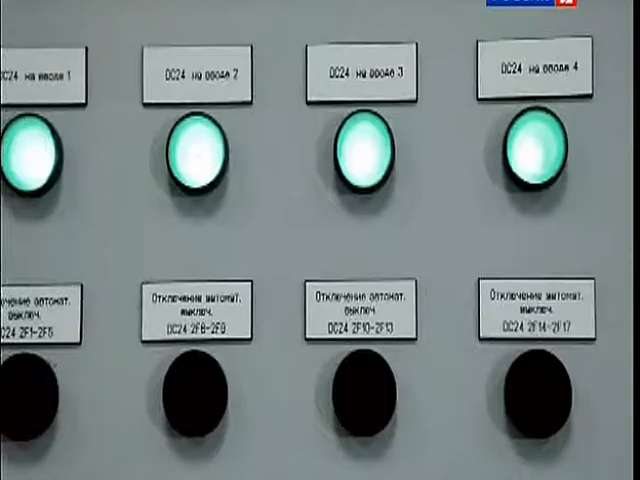 DC24 на вводе 1
DC24 на вводе 2
DC24 на вводе 3
DC24 на вводе 4
автомат.
выключ.
DC24 2F1-2F5
Отключение автомат.
выключ.
DC24 2F8-2F9
Отключение автомат.
выключ.
DC24 2F10-2F13
Отключение автомат.
выключ.
DC24 2F14-2F17